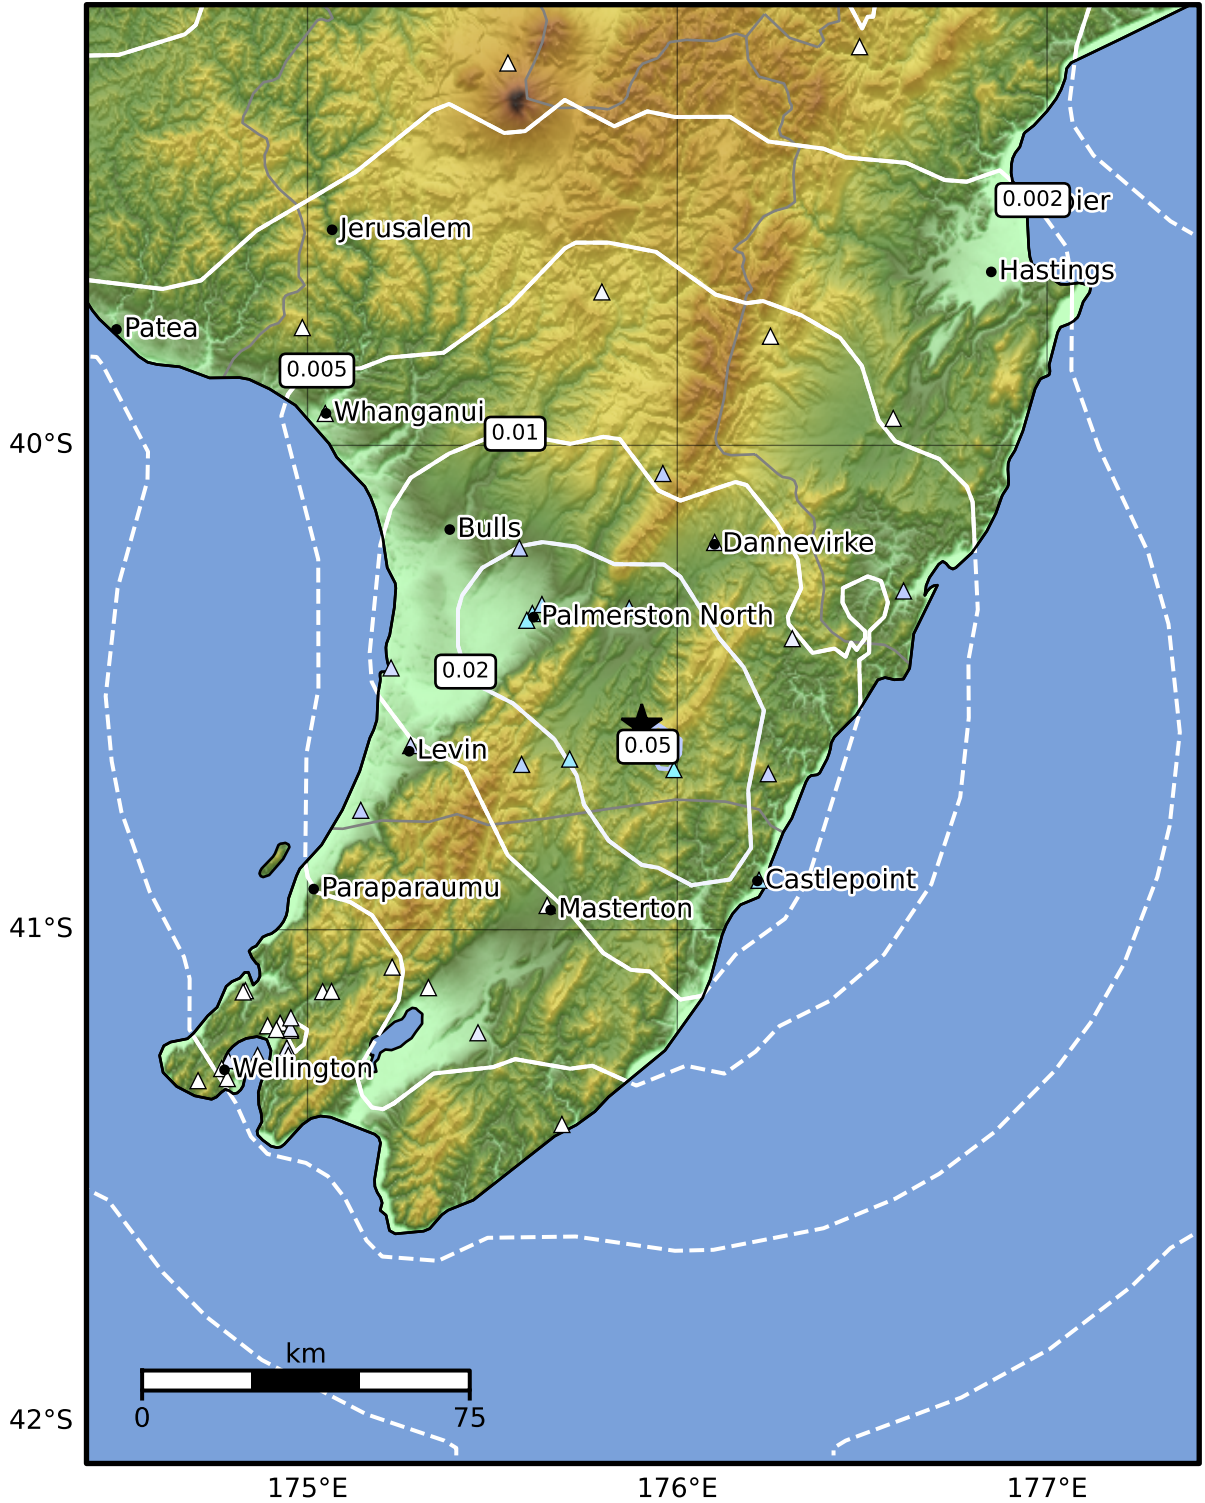 0.002
Jerusalem
Hastings
Patea
0.005
Whanganui
0.01
40°S
Bulls
Dannevirke
Palmerston North
0.02
0.05
Levin
Castlepoint
Paraparaumu
Masterton
41°S
Wellington
km
0 75
42°S
175°E 176°E 177°E